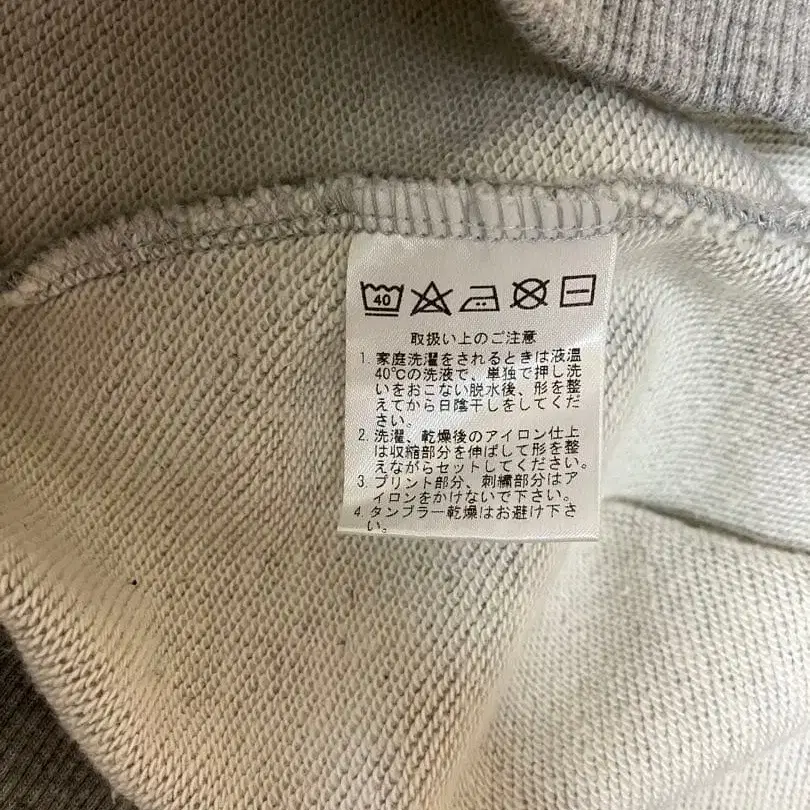 40
取扱い上のご注意
1. 家庭洗濯をされるときは液温
40℃の洗液で、単独で押し洗
いをおこない脱水後、形を整
えてから日陰干しをしてくだ
さい。
2. 洗濯、乾燥後のアイロン仕上
は収縮部分を伸ばして形を整
えながらセットしてください。
3. プリント部分、刺繍部分はア
イロンをかけないで下さい。
4. タンブラー乾燥はお避け下さ
い。